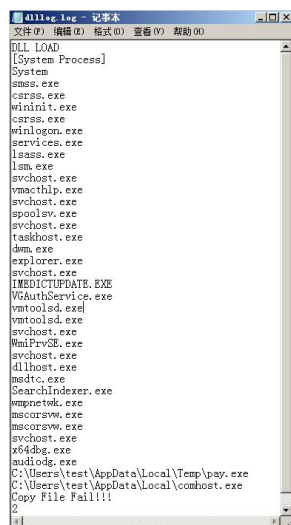 dlllog.log - 记事本
文件(F) 编辑(E) 格式(O) 查看(V) 帮助(H)
DLL LOAD
[System Process]
System
smss.exe
csrss.exe
wininit.exe
csrss.exe
winlogon.exe
services.exe
lsass.exe
lsm.exe
svchost.exe
vmacthlp.exe
svchost.exe
spoolsv.exe
svchost.exe
taskhost.exe
dwm.exe
explorer.exe
svchost.exe
IMEDICTUPDATE.EXE
VGAuthService.exe
vmtoolsd.exe
vmtoolsd.exe
svchost.exe
WmiPrvSE.exe
svchost.exe
dllhost.exe
msdtc.exe
SearchIndexer.exe
wmpnetwk.exe
mscorsvw.exe
mscorsvw.exe
svchost.exe
x64dbg.exe
audiodg.exe
C:\Users\test\AppData\Local\Temp\pay.exe
C:\Users\test\AppData\Local\comhost.exe
Copy File Fail!!!
2